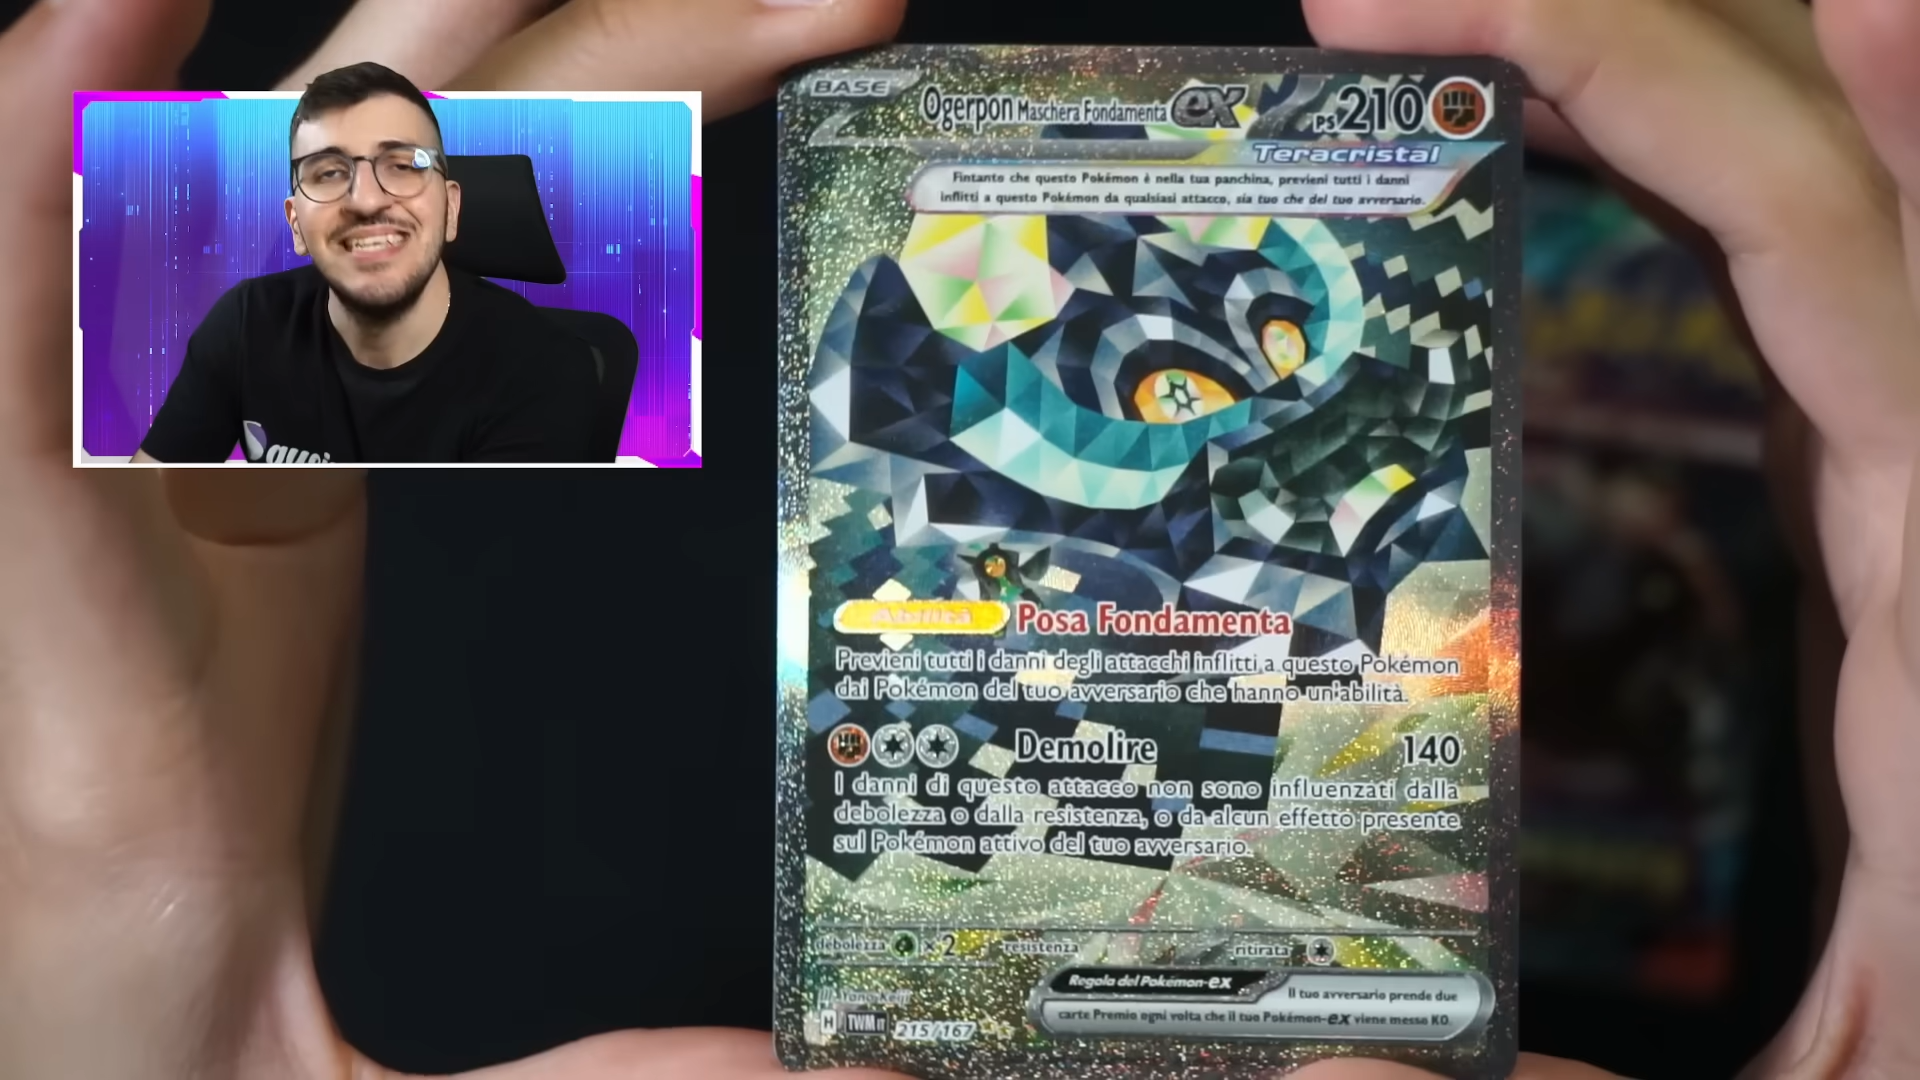 BASE
Ogerpon Maschera Fondamenta ex PS 210
Teracristal
Fintanto che questo Pokémon è nella tua panchina, previeni tutti i danni
inflitti a questo Pokémon da qualsiasi attacco, sia tuo che del tuo avversario.
Abilità Posa Fondamenta
Previeni tutti i danni degli attacchi inflitti a questo Pokémon
dai Pokémon del tuo avversario che hanno un'abilità.
Demolire 140
I danni di questo attacco non sono influenzati dalla
debolezza o dalla resistenza, o da alcun effetto presente
sul Pokémon attivo del tuo avversario.
debolezza ×2 resistenza ritirata
Regola del Pokémon-ex Il tuo avversario prende due
carte Premio ogni volta che il tuo Pokémon-ex viene messo KO.
Ill. Yano Keiji
H TWM IT 215/167